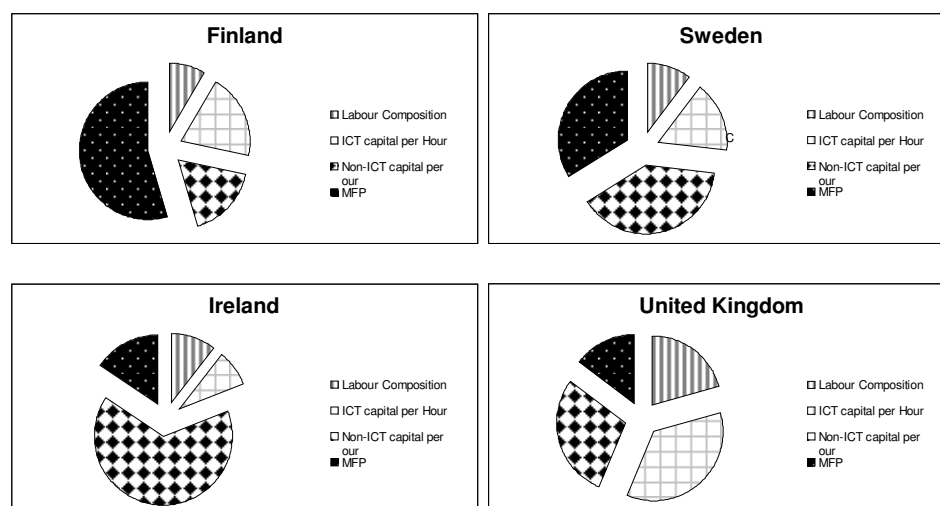 Finland
Labour Composition
ICT capital per Hour
Non-ICT capital per
our
MFP
Sweden
C
Labour Composition
ICT capital per Hour
Non-ICT capital per
our
MFP
Ireland
Labour Composition
ICT capital per Hour
Non-ICT capital per
our
MFP
United Kingdom
Labour Composition
ICT capital per Hour
Non-ICT capital per
our
MFP